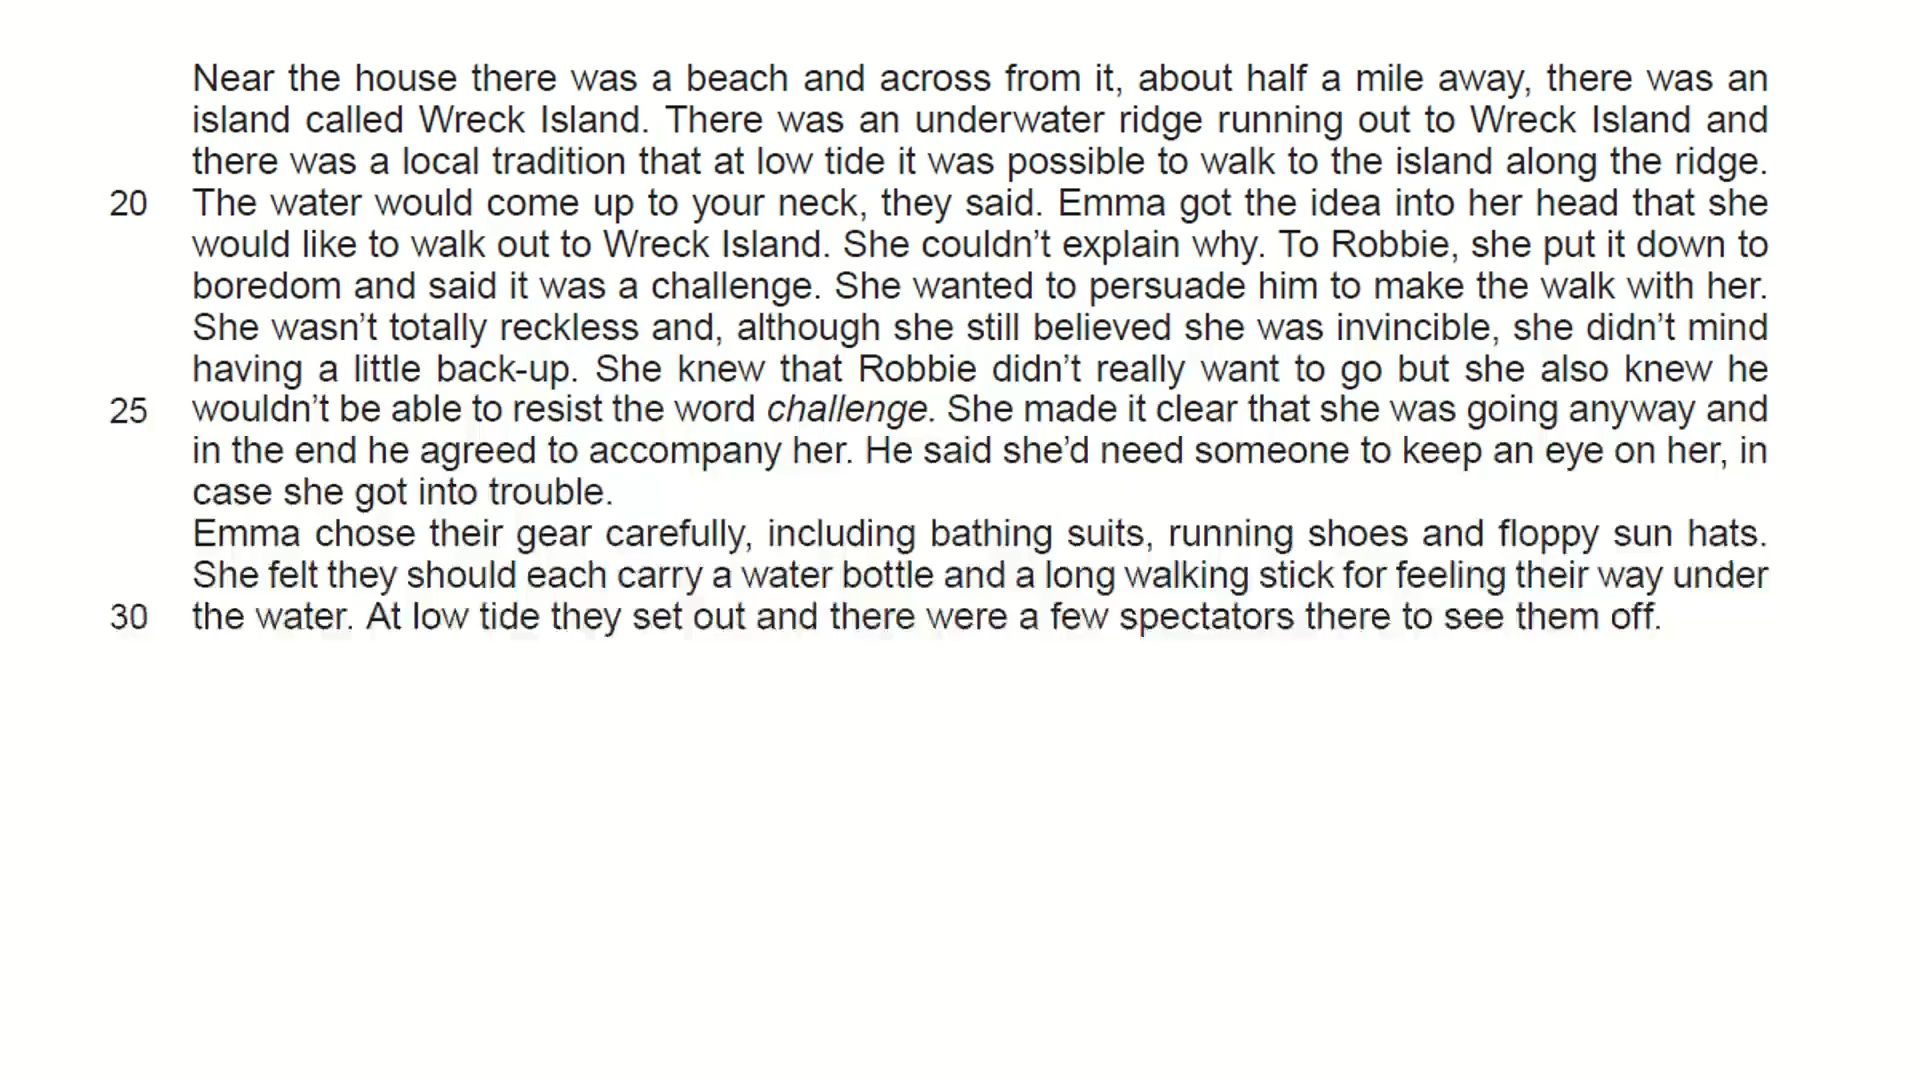 Near the house there was a beach and across from it, about half a mile away, there was an
island called Wreck Island. There was an underwater ridge running out to Wreck Island and
there was a local tradition that at low tide it was possible to walk to the island along the ridge.
20 The water would come up to your neck, they said. Emma got the idea into her head that she
would like to walk out to Wreck Island. She couldn’t explain why. To Robbie, she put it down to
boredom and said it was a challenge. She wanted to persuade him to make the walk with her.
She wasn’t totally reckless and, although she still believed she was invincible, she didn’t mind
having a little back-up. She knew that Robbie didn’t really want to go but she also knew he
25 wouldn’t be able to resist the word challenge. She made it clear that she was going anyway and
in the end he agreed to accompany her. He said she’d need someone to keep an eye on her, in
case she got into trouble.
Emma chose their gear carefully, including bathing suits, running shoes and floppy sun hats.
She felt they should each carry a water bottle and a long walking stick for feeling their way under
30 the water. At low tide they set out and there were a few spectators there to see them off.